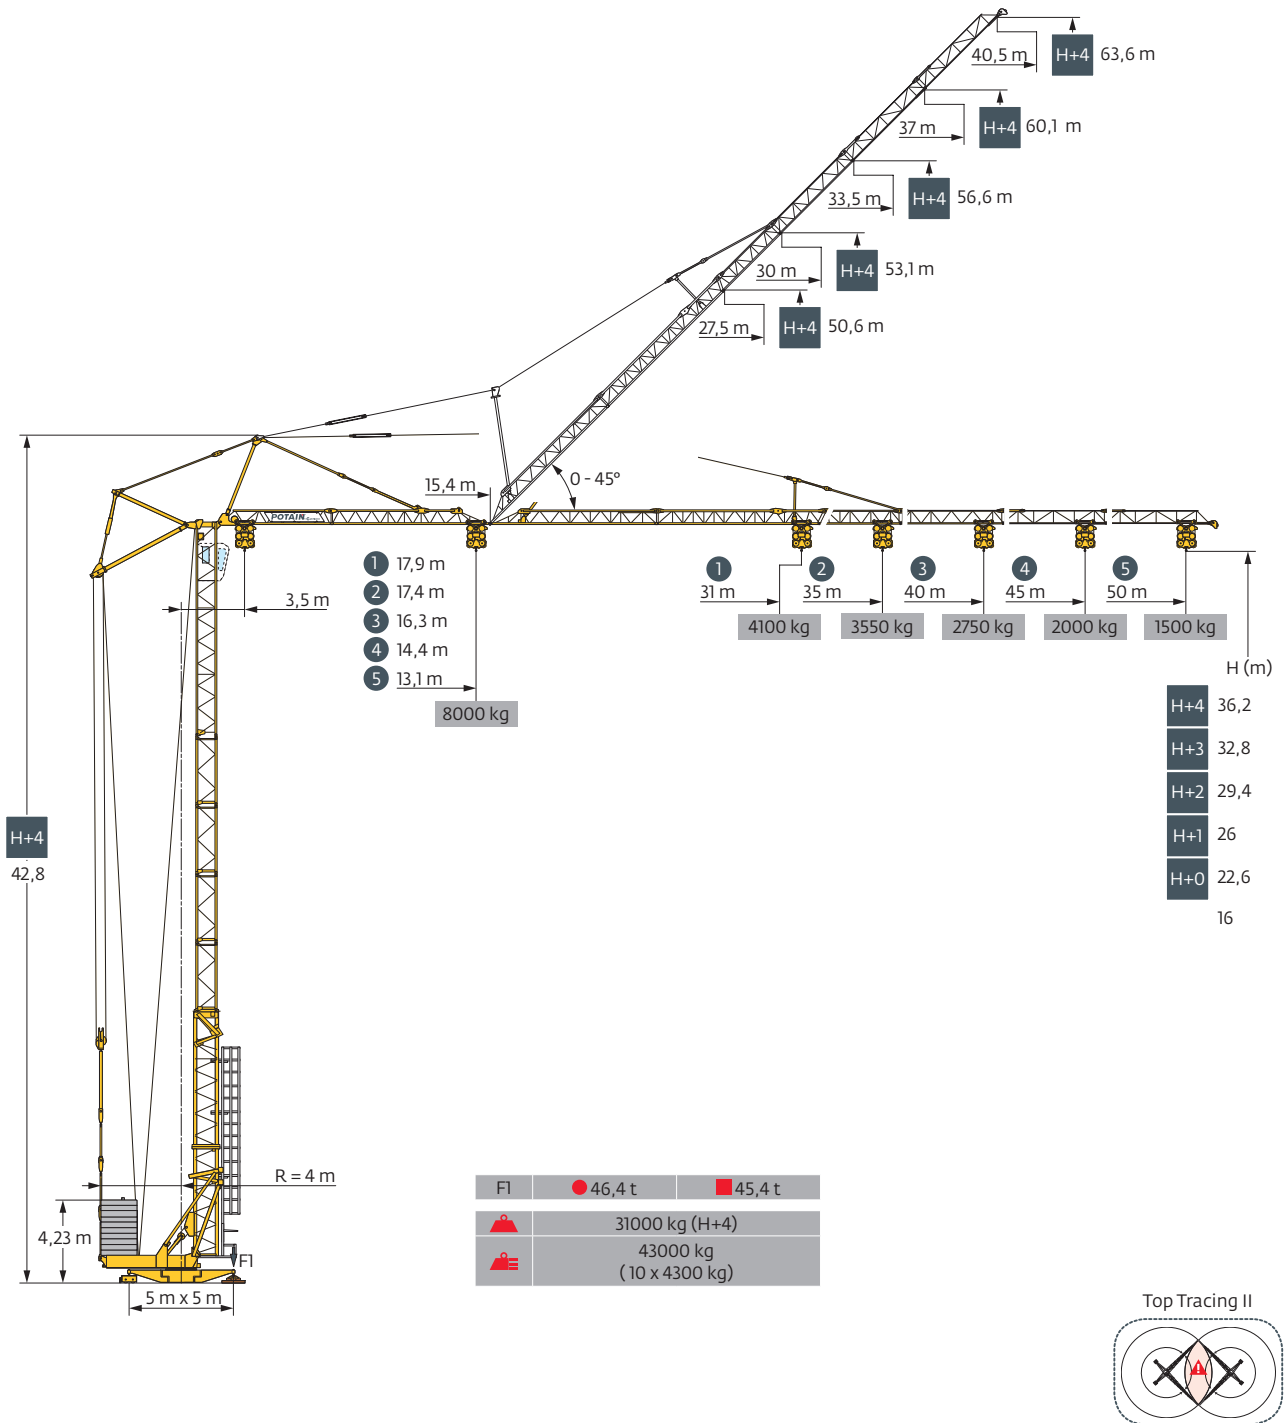 40,5 m
H+4 63,6 m
37 m
H+4 60,1 m
33,5 m
H+4 56,6 m
30 m
H+4 53,1 m
27,5 m
H+4 50,6 m
15,4 m
0 - 45°
POTAIN
1 17,9 m
2 17,4 m
3 16,3 m
4 14,4 m
5 13,1 m
8000 kg
3,5 m
1
31 m
4100 kg
2
35 m
3550 kg
3
40 m
2750 kg
4
45 m
2000 kg
5
50 m
1500 kg
H (m)
H+4 36,2
H+3 32,8
H+2 29,4
H+1 26
H+0 22,6
16
H+4
42,8
R = 4 m
4,23 m
F1
5 m x 5 m
F1 46,4 t 45,4 t
31000 kg (H+4)
43000 kg
( 10 x 4300 kg)
Top Tracing II